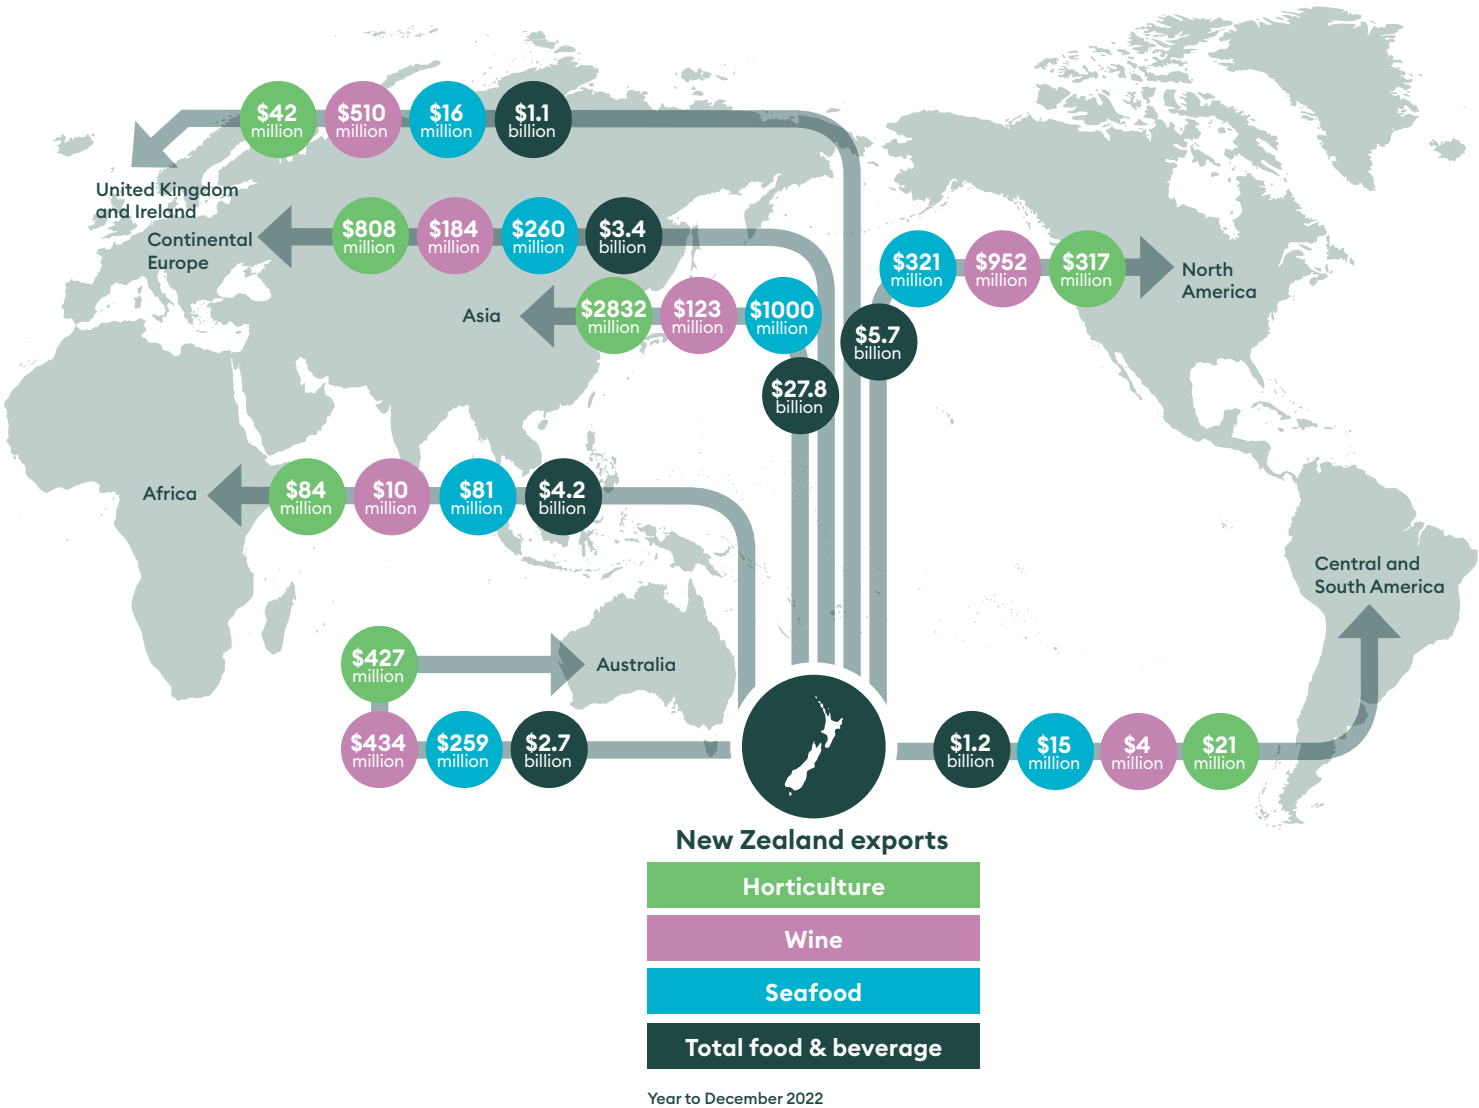 $42
million
$510
million
$16
million
$1.1
billion
United Kingdom
and Ireland
Continental
Europe
$808
million
$184
million
$260
million
$3.4
billion
Asia
$2832
million
$123
million
$1000
million
$27.8
billion
$321
million
$952
million
$317
million
North
America
$5.7
billion
Africa
$84
million
$10
million
$81
million
$4.2
billion
Central and
South America
$427
million
Australia
$434
million
$259
million
$2.7
billion
$1.2
billion
$15
million
$4
million
$21
million
New Zealand exports
Horticulture
Wine
Seafood
Total food & beverage
Year to December 2022